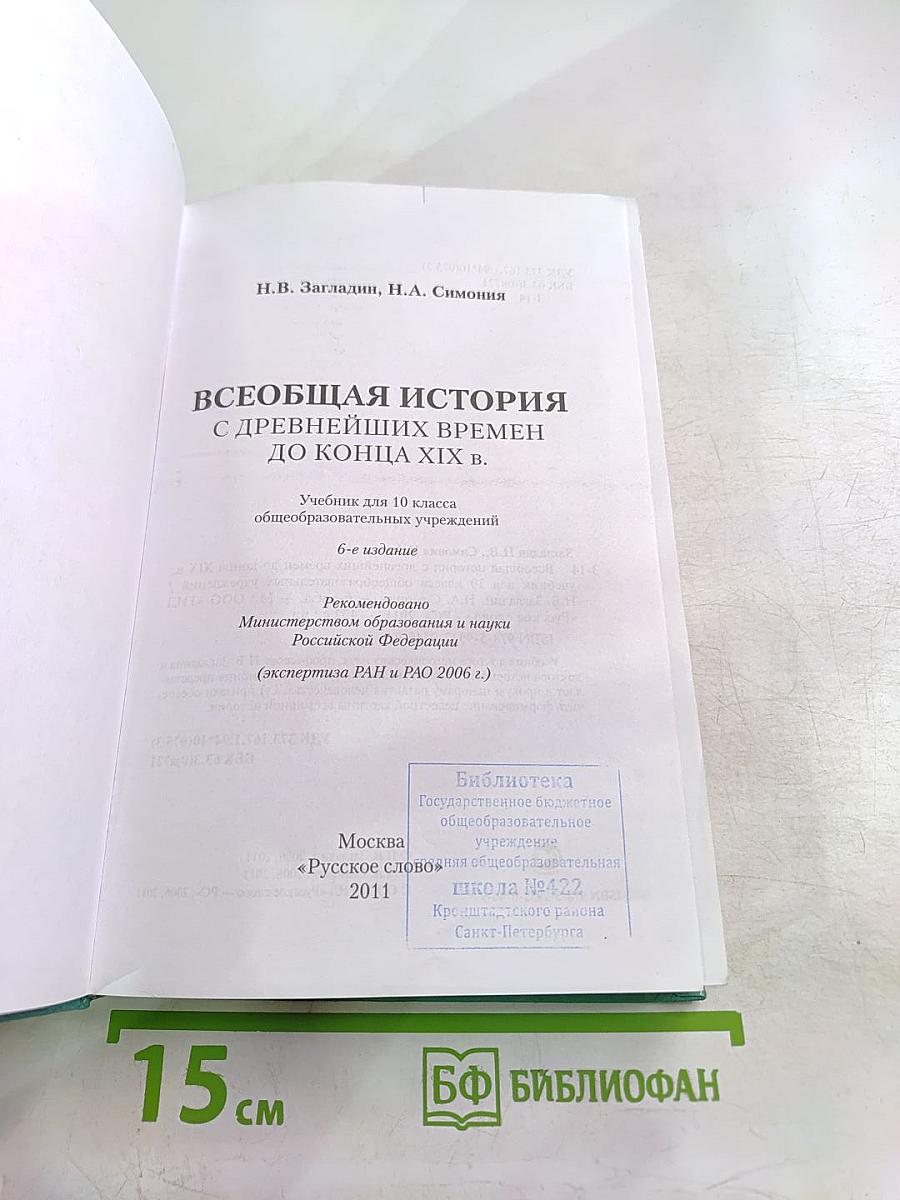 Н.В. Загладин, Н.А. Симония
ВСЕОБЩАЯ ИСТОРИЯ
С ДРЕВНЕЙШИХ ВРЕМЕН
ДО КОНЦА XIX в.
Учебник для 10 класса
общеобразовательных учреждений
6-е издание
Рекомендовано
Министерством образования и науки
Российской Федерации
(экспертиза РАН и РАО 2006 г.)
Москва
«Русское слово»
2011
Библиотека
Государственное бюджетное
общеобразовательное
учреждение
средняя общеобразовательная
школа №422
Кронштадтского района
Санкт-Петербурга
15 см
БФ БИБЛИОФАН